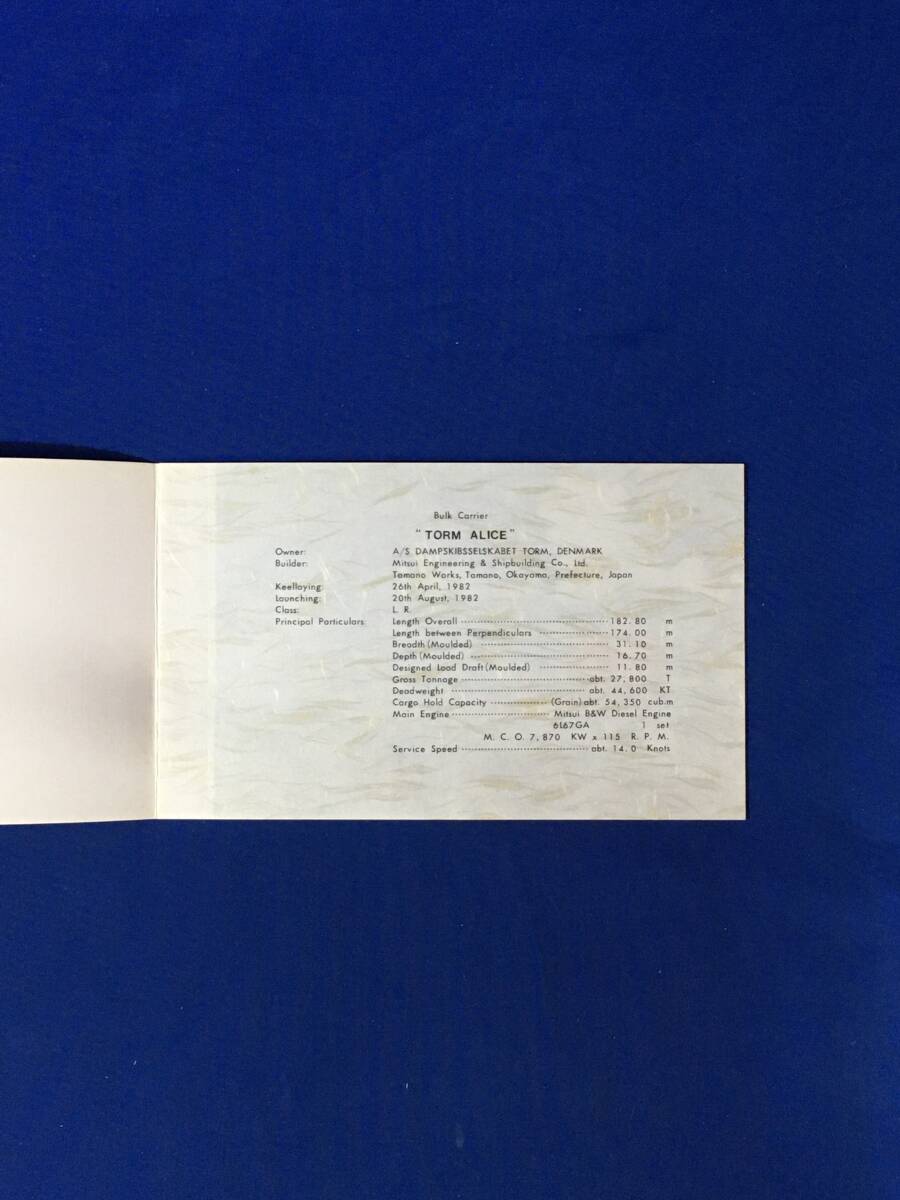 Bulk Carrier
"TORM ALICE"
Owner: A/S DAMPSKIBSSELSKABET TORM, DENMARK
Builder: Mitsui Engineering & Shipbuilding Co., Ltd.
Tamano Works, Tamano, Okayama, Prefecture, Japan
Keellaying: 26th April, 1982
Launching: 20th August, 1982
Class: L. R.
Principal Particulars: Length Overall 182.80 m
Length between Perpendiculars 174.00 m
Breadth (Moulded) 31.10 m
Depth (Moulded) 16.70 m
Designed Load Draft (Moulded) 11.80 m
Gross Tonnage abt. 27,800 T
Deadweight abt. 44,600 KT
Cargo Hold Capacity (Grain) abt. 54,350 cub.m
Main Engine Mitsui B&W Diesel Engine
6L67GA 1 set
M. C. O. 7,870 KW x 115 R. P. M.
Service Speed abt. 14.0 Knots